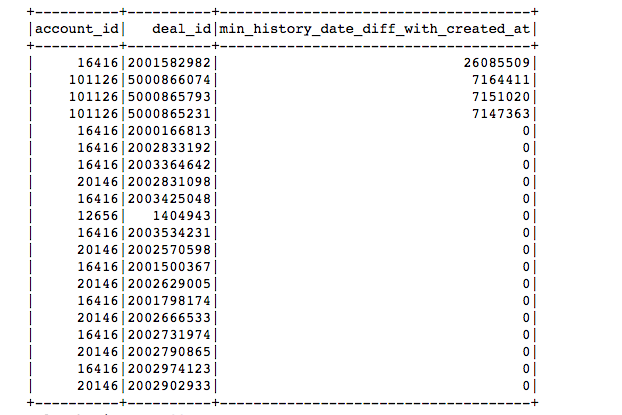 +----------+----------+-----------------------------------+
|account_id|   deal_id|min_history_date_diff_with_created_at|
+----------+----------+-----------------------------------+
|     16416|2001582982|                           26085509|
|    101126|5000866074|                            7164411|
|    101126|5000865793|                            7151020|
|    101126|5000865231|                            7147363|
|     16416|2000166813|                                  0|
|     16416|2002833192|                                  0|
|     16416|2003364642|                                  0|
|     20146|2002831098|                                  0|
|     16416|2003425048|                                  0|
|     12656|   1404943|                                  0|
|     16416|2003534231|                                  0|
|     20146|2002570598|                                  0|
|     16416|2001500367|                                  0|
|     20146|2002629005|                                  0|
|     16416|2001798174|                                  0|
|     20146|2002666533|                                  0|
|     16416|2002731974|                                  0|
|     20146|2002790865|                                  0|
|     16416|2002974123|                                  0|
|     20146|2002902933|                                  0|
+----------+----------+-----------------------------------+